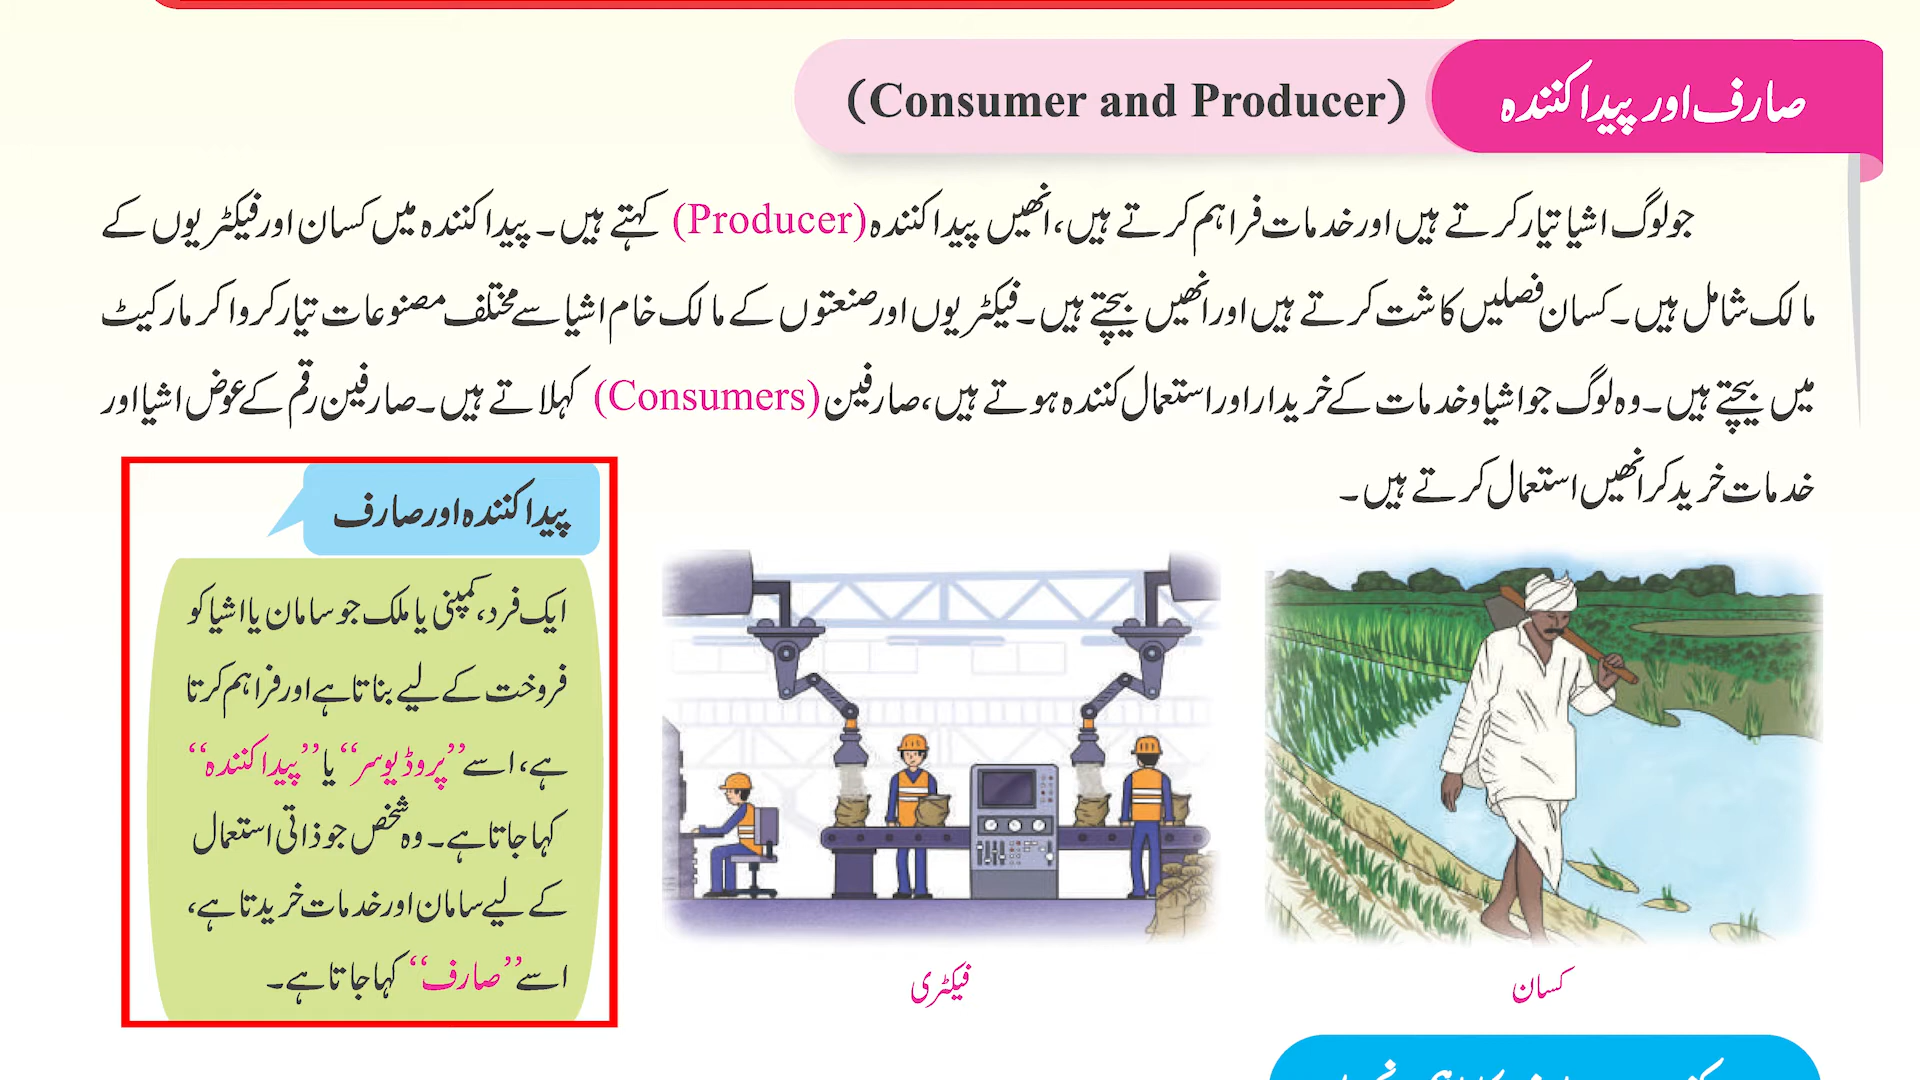 صارف اور پیدا کنندہ (Consumer and Producer)
جو لوگ اشیا تیار کرتے ہیں اور خدمات فراہم کرتے ہیں، انھیں پیدا کنندہ (Producer) کہتے ہیں۔ پیدا کنندہ میں کسان اور فیکٹریوں کے
مالک شامل ہیں۔ کسان فصلیں کاشت کرتے ہیں اور انھیں بیچتے ہیں۔ فیکٹریوں اور صنعتوں کے مالک خام اشیا سے مختلف مصنوعات تیار کروا کر مارکیٹ
میں بیچتے ہیں۔ وہ لوگ جو اشیا و خدمات کے خریدار اور استعمال کنندہ ہوتے ہیں، صارفین (Consumers) کہلاتے ہیں۔ صارفین رقم کے عوض اشیا اور
خدمات خرید کر انھیں استعمال کرتے ہیں۔
پیدا کنندہ اور صارف
ایک فرد، کمپنی یا ملک جو سامان یا اشیا کو
فروخت کے لیے بناتا ہے اور فراہم کرتا
ہے، اسے ”پروڈیوسر“ یا ”پیدا کنندہ“
کہا جاتا ہے۔ وہ شخص جو ذاتی استعمال
کے لیے سامان اور خدمات خریدتا ہے،
اسے ”صارف“ کہا جاتا ہے۔
کسان
فیکٹری